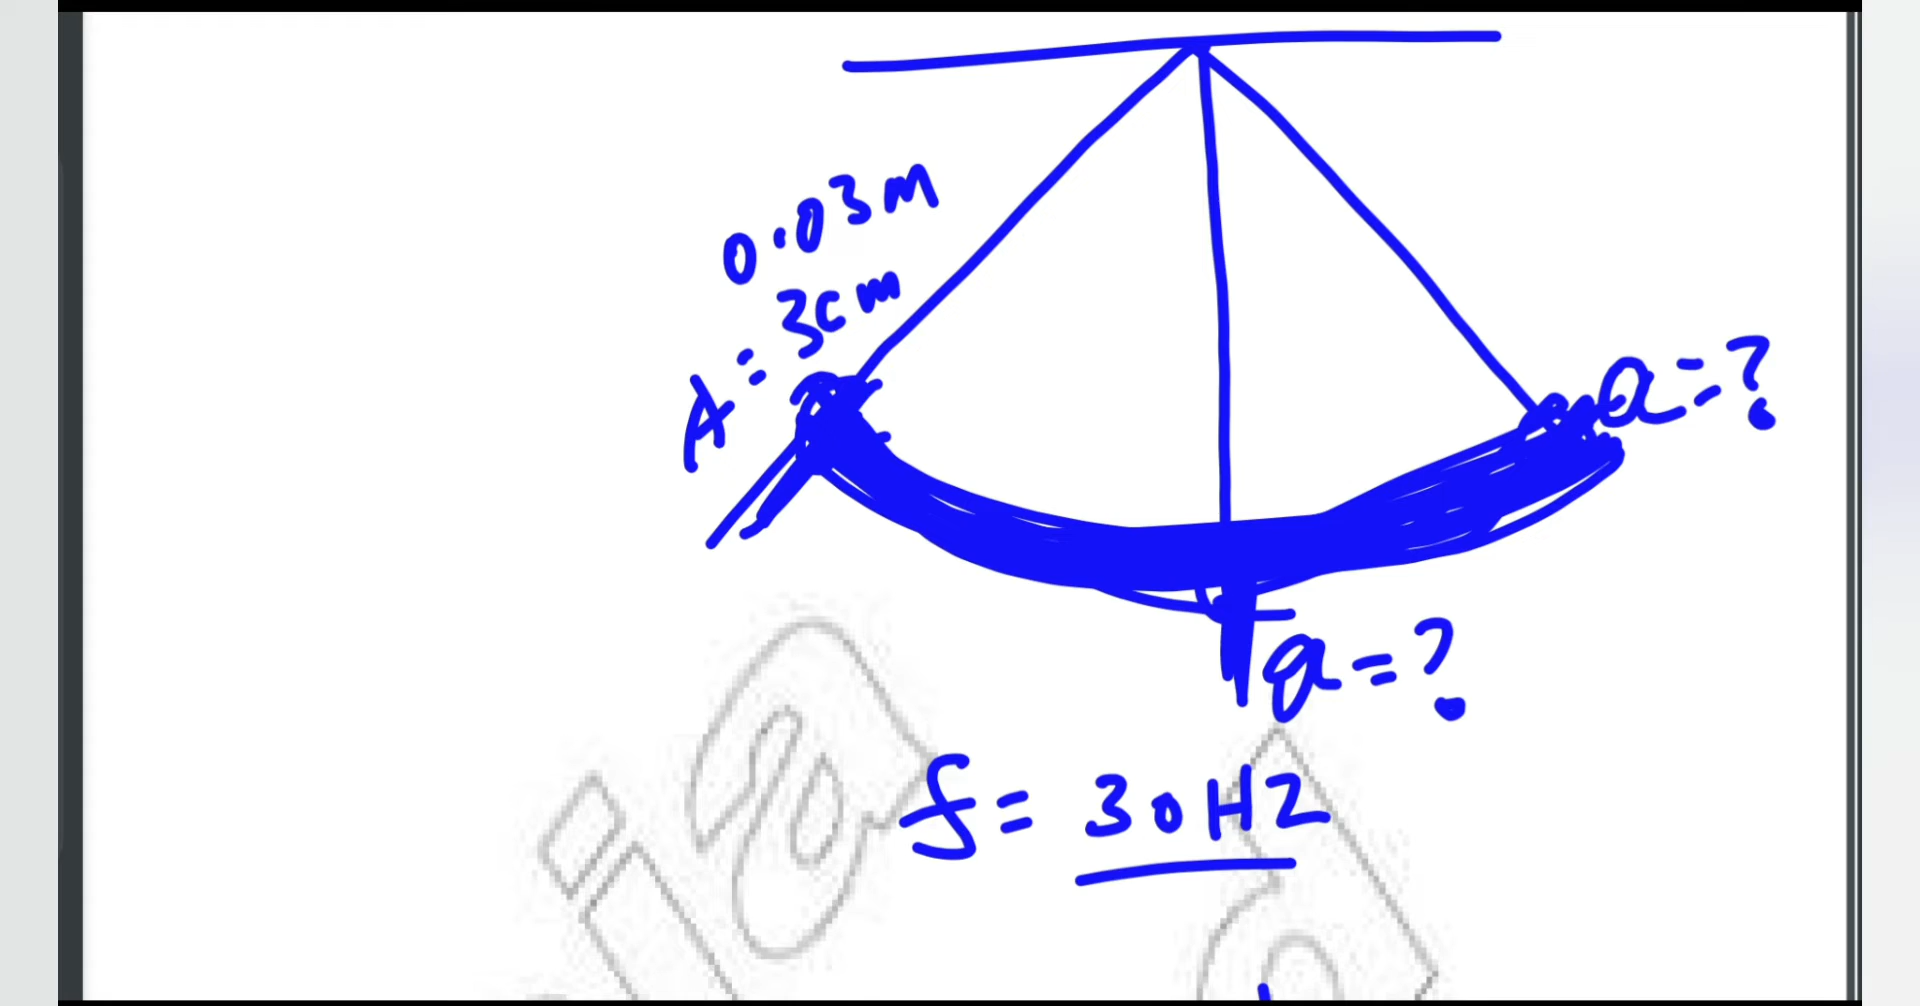 0.03m
A = 3cm
a = ?
a = ?
f = 30HZ